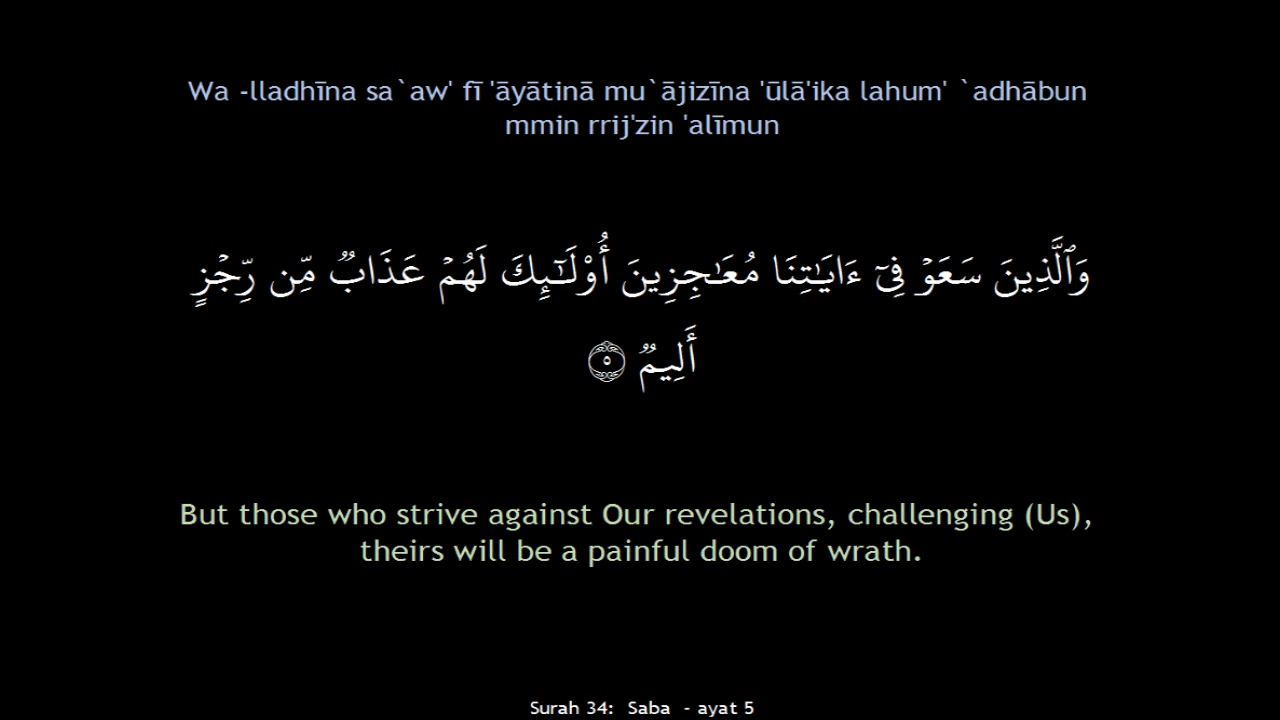 Wa -lladhīna sa`aw' fī 'āyātinā mu`ājizīna 'ūlā'ika lahum' `adhābun
mmin rrij'zin 'alīmun
وَٱلَّذِينَ سَعَوۡ فِيٓ ءَايَٰتِنَا مُعَٰجِزِينَ أُوْلَٰٓئِكَ لَهُمۡ عَذَابٞ مِّن رِّجۡزٍ
أَلِيمٞ ٥
But those who strive against Our revelations, challenging (Us),
theirs will be a painful doom of wrath.
Surah 34:  Saba  - ayat 5